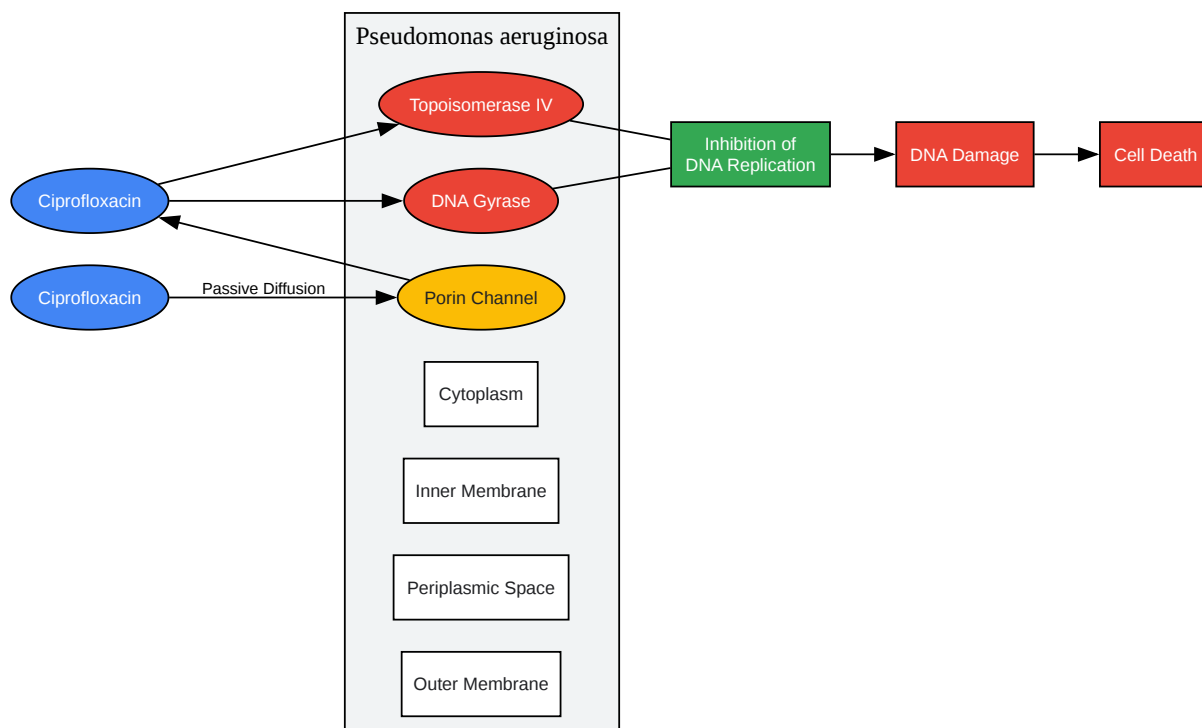 Pseudomonas aeruginosa
Topoisomerase IV
Inhibition of
DNA Replication
DNA Damage
Cell Death
Ciprofloxacin
DNA Gyrase
Ciprofloxacin
Passive Diffusion
Porin Channel
Cytoplasm
Inner Membrane
Periplasmic Space
Outer Membrane